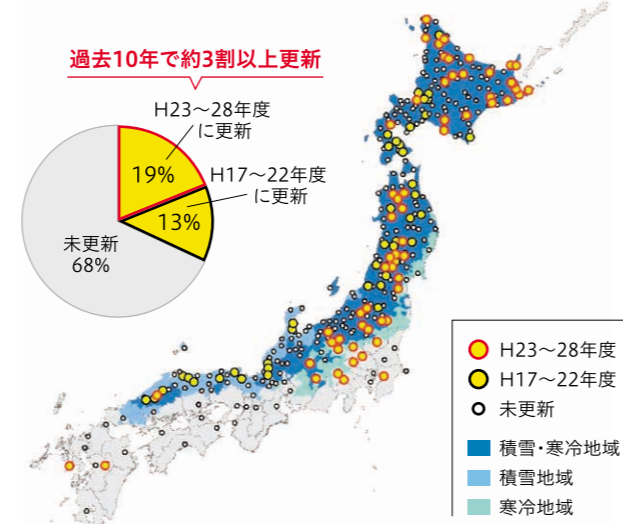 過去10年で約3割以上更新
H23〜28年度
に更新
19%
H17〜22年度
に更新
13%
未更新
68%
H23〜28年度
H17〜22年度
未更新
積雪・寒冷地域
積雪地域
寒冷地域